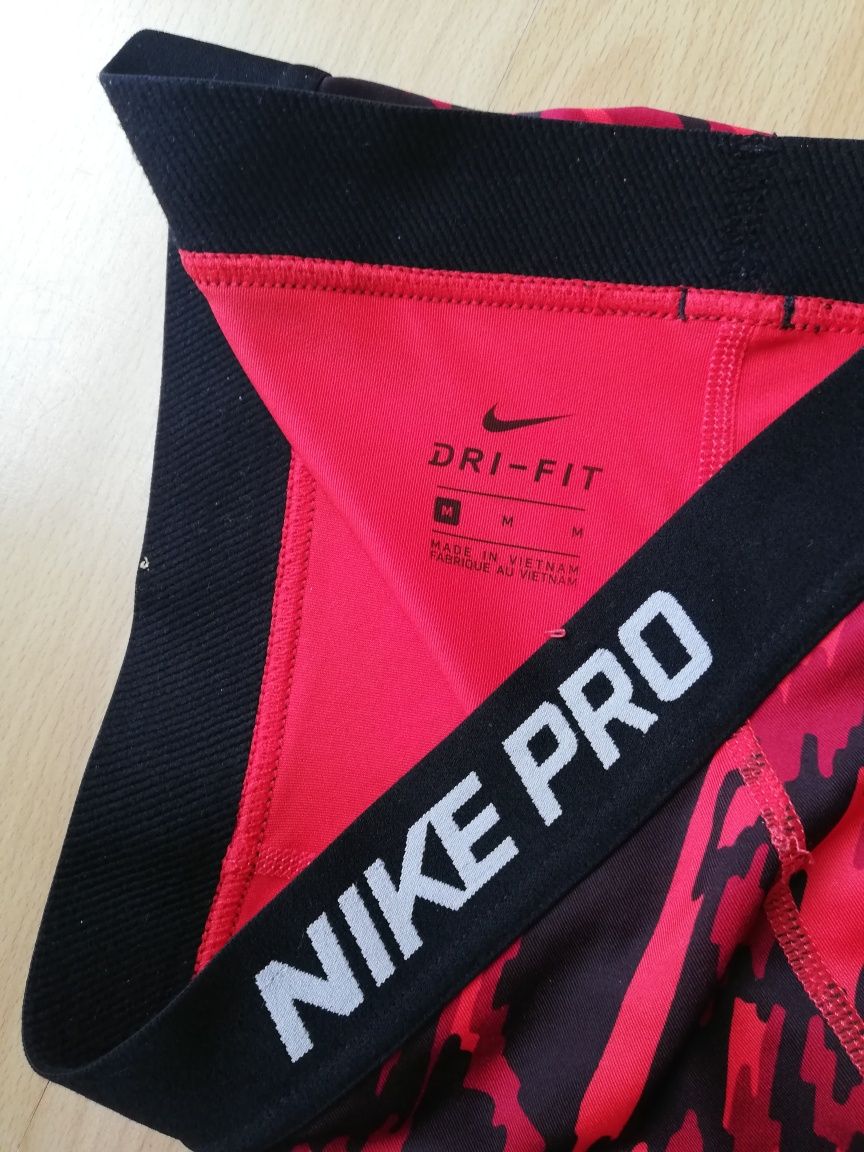 DRI-FIT
M M M
MADE IN VIETNAM
FABRIQUE AU VIETNAM
NIKE PRO